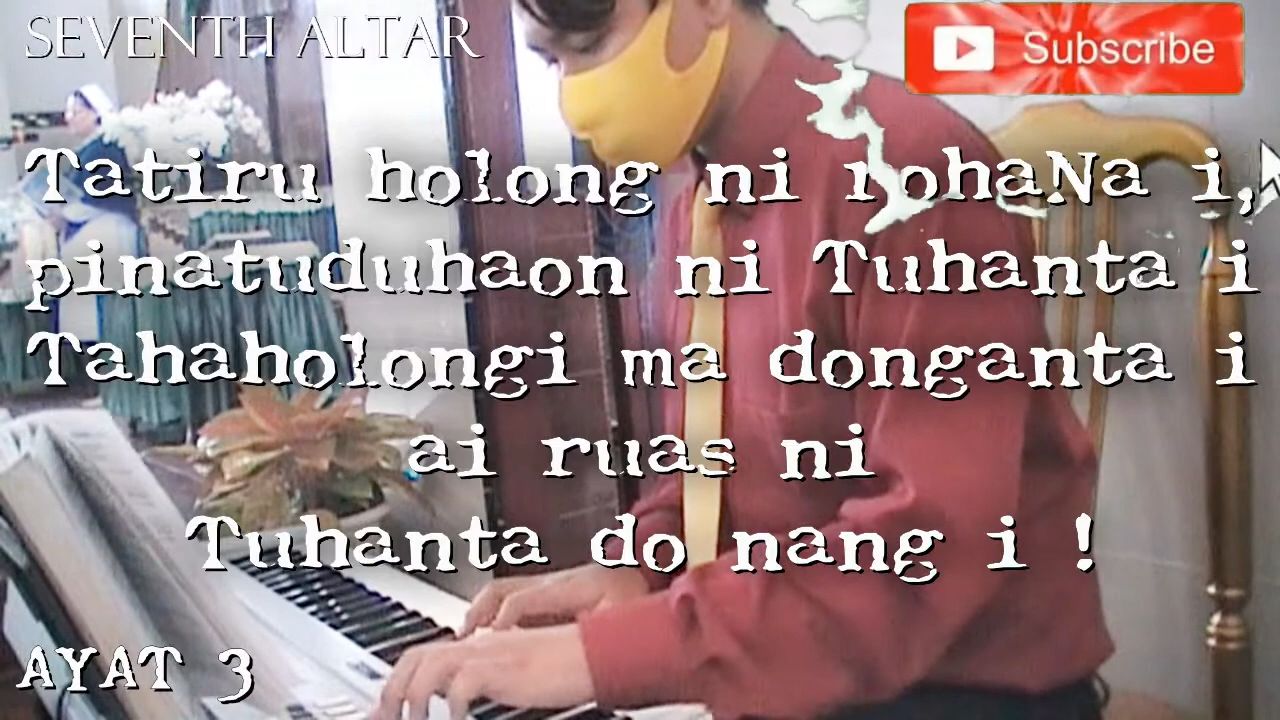 SEVENTH ALTAR
Subscribe
Tatiru holong ni rohaNa i,
pinatuduhaon ni Tuhanta i
Tahaholongi ma donganta i
ai ruas ni
Tuhanta do nang i !
AYAT 3